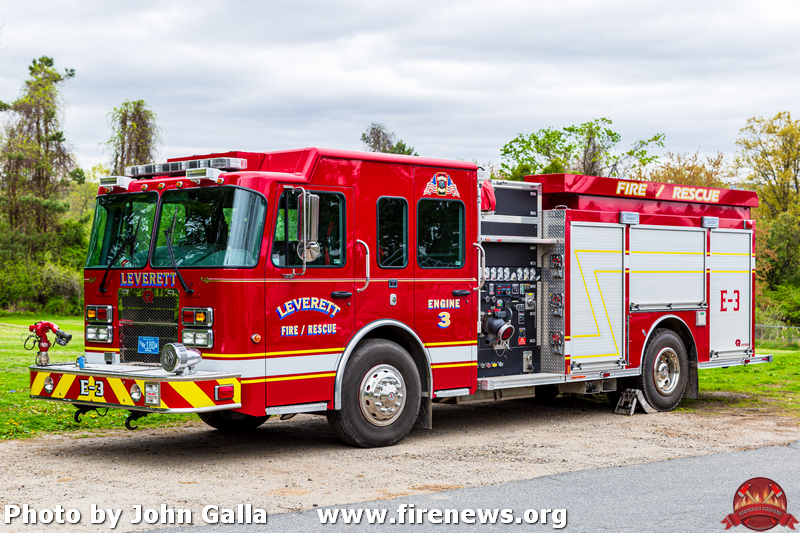 FIRE / RESCUE
LEVERETT
LEVERETT
FIRE / RESCUE
ENGINE
3
E-3
E-3
Photo by John Galla www.firenews.org